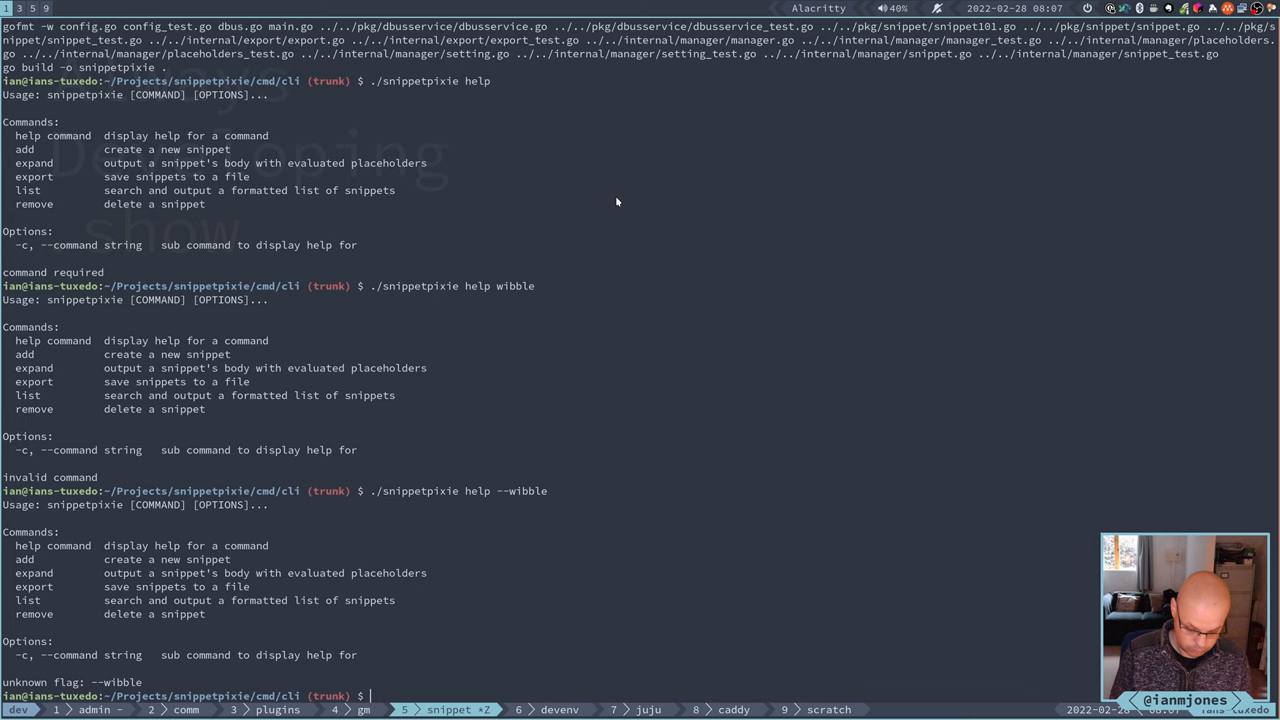 1 3 5 9 Alacritty 40% 2022-02-28 08:07
gofmt -w config.go config_test.go dbus.go main.go ../../pkg/dbusservice/dbusservice.go ../../pkg/dbusservice/dbusservice_test.go ../../pkg/snippet/snippet101.go ../../pkg/snippet/snippet.go ../../pkg/s
nippet/snippet_test.go ../../internal/export/export.go ../../internal/export/export_test.go ../../internal/manager/manager.go ../../internal/manager/manager_test.go ../../internal/manager/placeholders.
go ../../internal/manager/placeholders_test.go ../../internal/manager/setting.go ../../internal/manager/setting_test.go ../../internal/manager/snippet.go ../../internal/manager/snippet_test.go
go build -o snippetpixie .
ian@ians-tuxedo:~/Projects/snippetpixie/cmd/cli (trunk) $ ./snippetpixie help
Usage: snippetpixie [COMMAND] [OPTIONS]...
Commands:
help command display help for a command
add create a new snippet
expand output a snippet's body with evaluated placeholders
export save snippets to a file
list search and output a formatted list of snippets
remove delete a snippet
Options:
-c, --command string sub command to display help for
command required
ian@ians-tuxedo:~/Projects/snippetpixie/cmd/cli (trunk) $ ./snippetpixie help wibble
Usage: snippetpixie [COMMAND] [OPTIONS]...
Commands:
help command display help for a command
add create a new snippet
expand output a snippet's body with evaluated placeholders
export save snippets to a file
list search and output a formatted list of snippets
remove delete a snippet
Options:
-c, --command string sub command to display help for
invalid command
ian@ians-tuxedo:~/Projects/snippetpixie/cmd/cli (trunk) $ ./snippetpixie help --wibble
Usage: snippetpixie [COMMAND] [OPTIONS]...
Commands:
help command display help for a command
add create a new snippet
expand output a snippet's body with evaluated placeholders
export save snippets to a file
list search and output a formatted list of snippets
remove delete a snippet
Options:
-c, --command string sub command to display help for
unknown flag: --wibble
ian@ians-tuxedo:~/Projects/snippetpixie/cmd/cli (trunk) $
dev 1 admin - 2 comm 3 plugins 4 gm 5 snippet *Z 6 devenv 7 juju 8 caddy 9 scratch 2022-02-28 tuxedo
@ianmjones
show